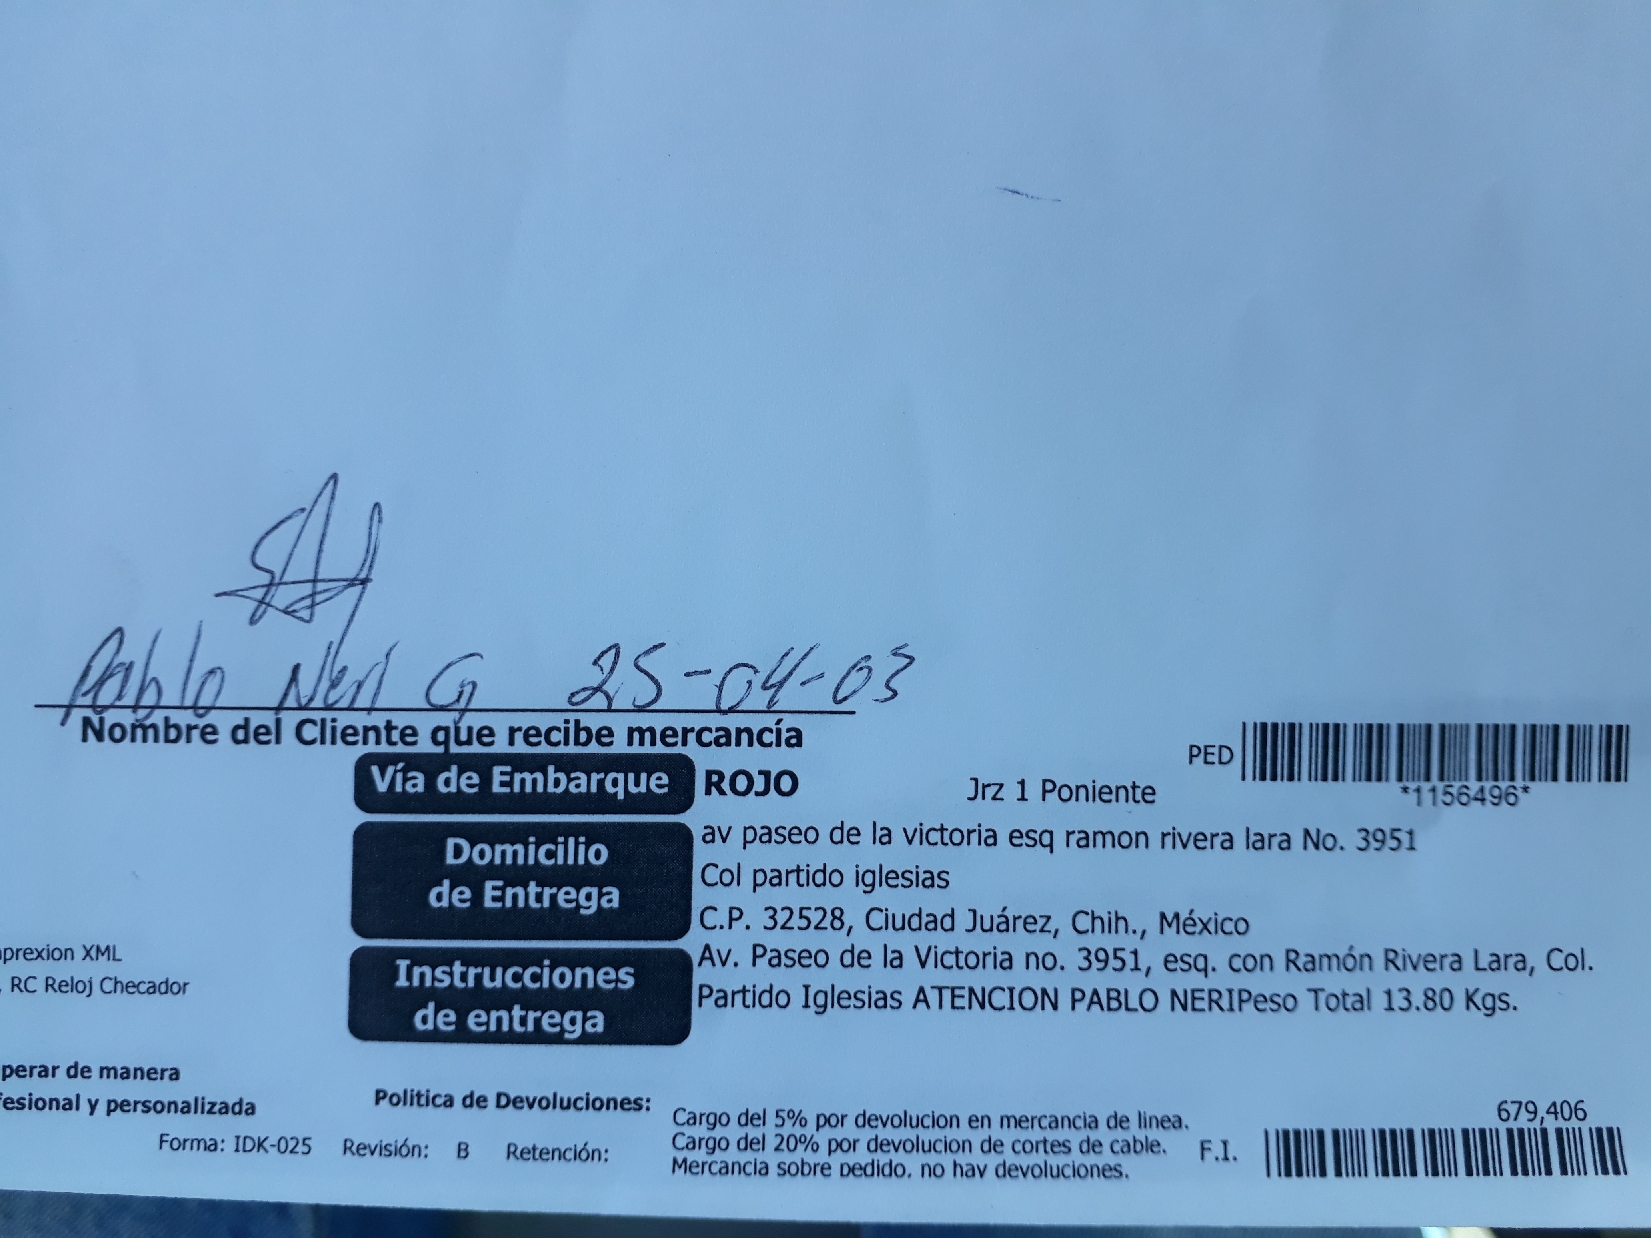 Pablo Neri G 25-04-03
Nombre del Cliente que recibe mercancía
Vía de Embarque ROJO Jrz 1 Poniente PED
*1156496*
Domicilio de Entrega
av paseo de la victoria esq ramon rivera lara No. 3951
Col partido iglesias
C.P. 32528, Ciudad Juárez, Chih., México
Instrucciones de entrega
Av. Paseo de la Victoria no. 3951, esq. con Ramón Rivera Lara, Col.
Partido Iglesias ATENCION PABLO NERIPeso Total 13.80 Kgs.
prexion XML
RC Reloj Checador
perar de manera
esional y personalizada
Forma: IDK-025 Revisión: B Retención:
Politica de Devoluciones:
Cargo del 5% por devolucion en mercancia de linea.
Cargo del 20% por devolucion de cortes de cable.
Mercancia sobre pedido, no hay devoluciones.
679,406
F.I.